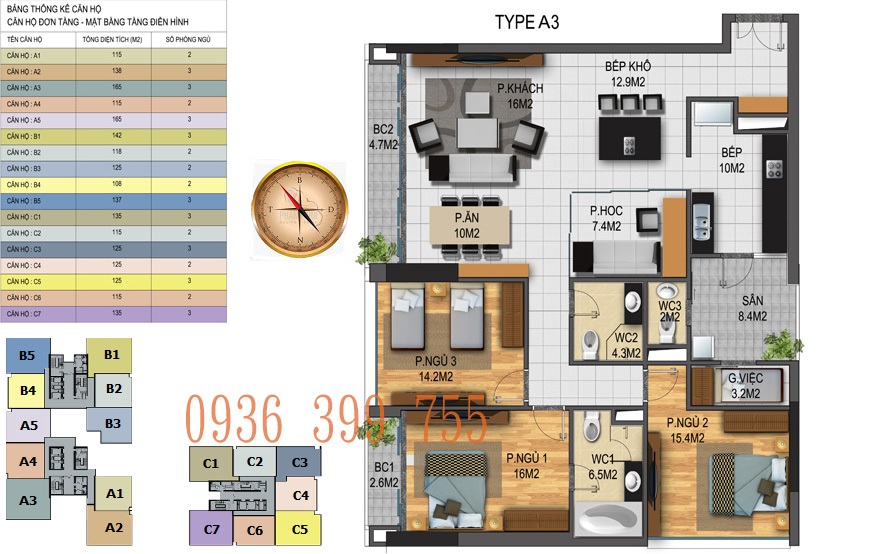 BẢNG THỐNG KÊ CĂN HỘ
CĂN HỘ ĐƠN TẦNG - MẶT BẰNG TẦNG ĐIỂN HÌNH
TÊN CĂN HỘ TỔNG DIỆN TÍCH (M2) SỐ PHÒNG NGỦ
CĂN HỘ : A1 115 2
CĂN HỘ : A2 138 3
CĂN HỘ : A3 165 3
CĂN HỘ : A4 115 2
CĂN HỘ : A5 165 3
CĂN HỘ : B1 142 3
CĂN HỘ : B2 118 2
CĂN HỘ : B3 125 2
CĂN HỘ : B4 108 2
CĂN HỘ : B5 137 3
CĂN HỘ : C1 135 3
CĂN HỘ : C2 115 2
CĂN HỘ : C3 125 3
CĂN HỘ : C4 125 2
CĂN HỘ : C5 125 3
CĂN HỘ : C6 115 2
CĂN HỘ : C7 135 3
B
T
D
N
TYPE A3
P.KHÁCH
16M2
BẾP KHÔ
12.9M2
BC2
4.7M2
BẾP
10M2
P.ĂN
10M2
P.HOC
7.4M2
SÂN
8.4M2
WC3
2M2
WC2
4.3M2
P.NGỦ 3
14.2M2
G.VIỆC
3.2M2
P.NGỦ 2
15.4M2
P.NGỦ 1
16M2
WC1
6.5M2
BC1
2.6M2
0936 399 755
B5
B1
B4
B2
A5
B3
A4
A3
A1
A2
C1
C2
C3
C4
C7
C6
C5